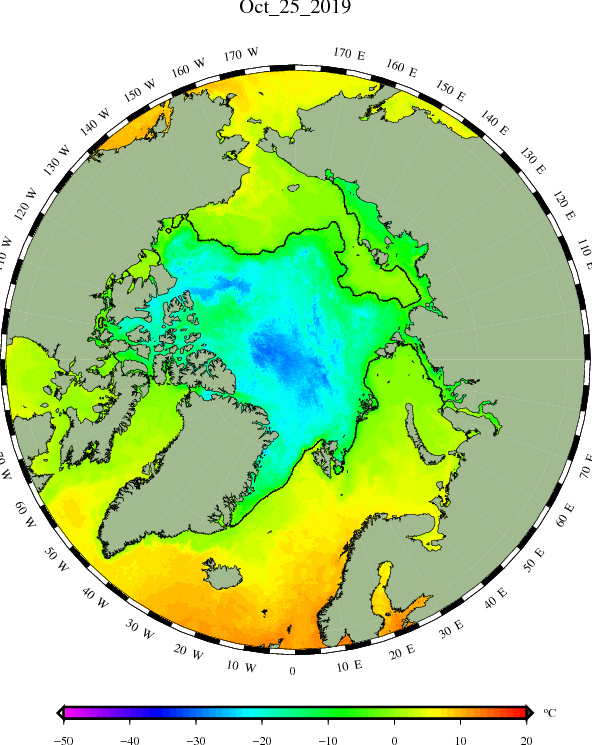 Oct_25_2019
170 W
170 E
160 W
160 E
150 W
150 E
140 W
140 E
130 W
130 E
120 W
120 E
110 E
70 E
60 W
60 E
50 W
50 E
40 W
40 E
30 W
30 E
20 W
20 E
10 W
10 E
0
°C
−50 −40 −30 −20 −10 0 10 20